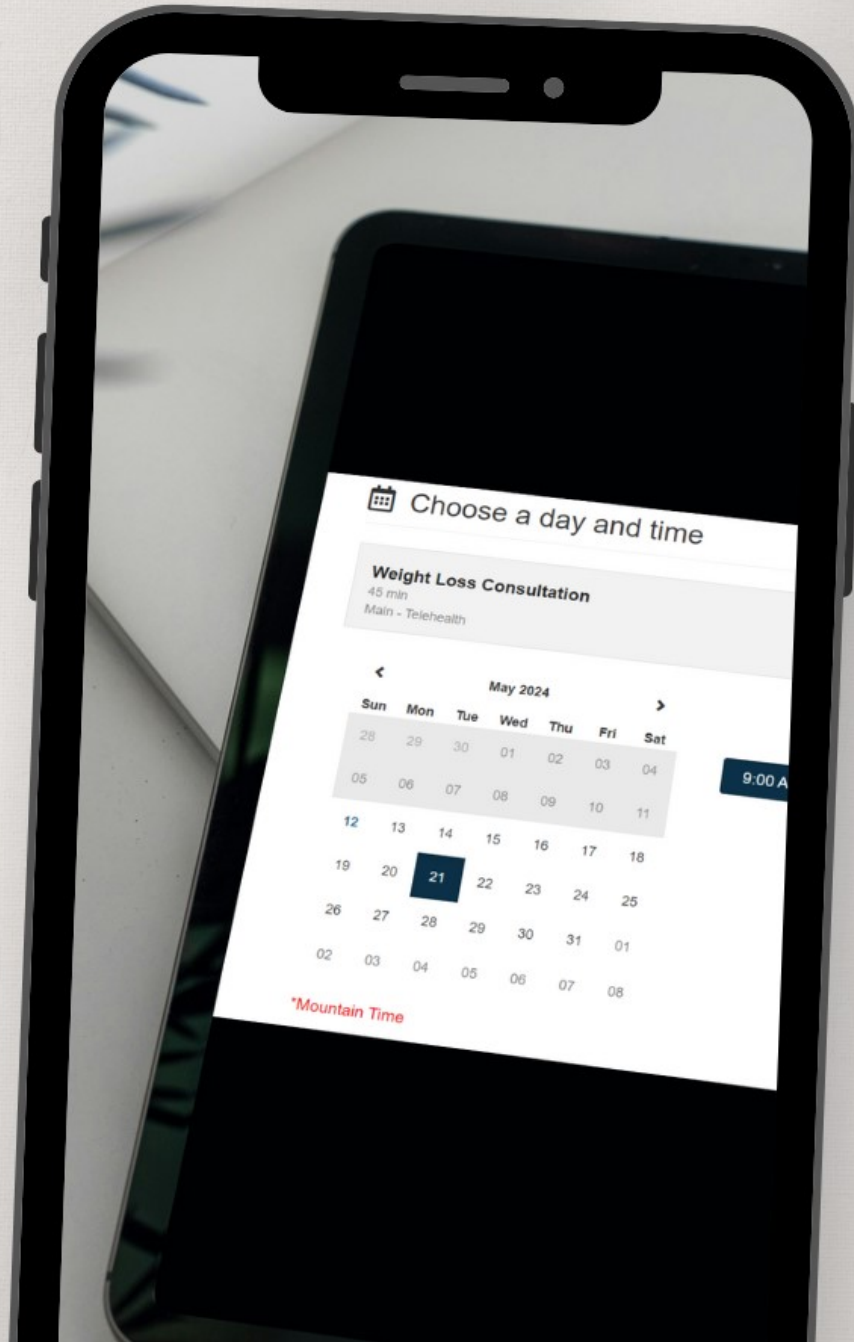 Choose a day and time
Weight Loss Consultation
45 min
Main - Telehealth
May 2024
Sun Mon Tue Wed Thu Fri Sat
28 29 30 01 02 03 04
05 06 07 08 09 10 11
12 13 14 15 16 17 18
19 20 21 22 23 24 25
26 27 28 29 30 31 01
02 03 04 05 06 07 08
9:00 A
*Mountain Time